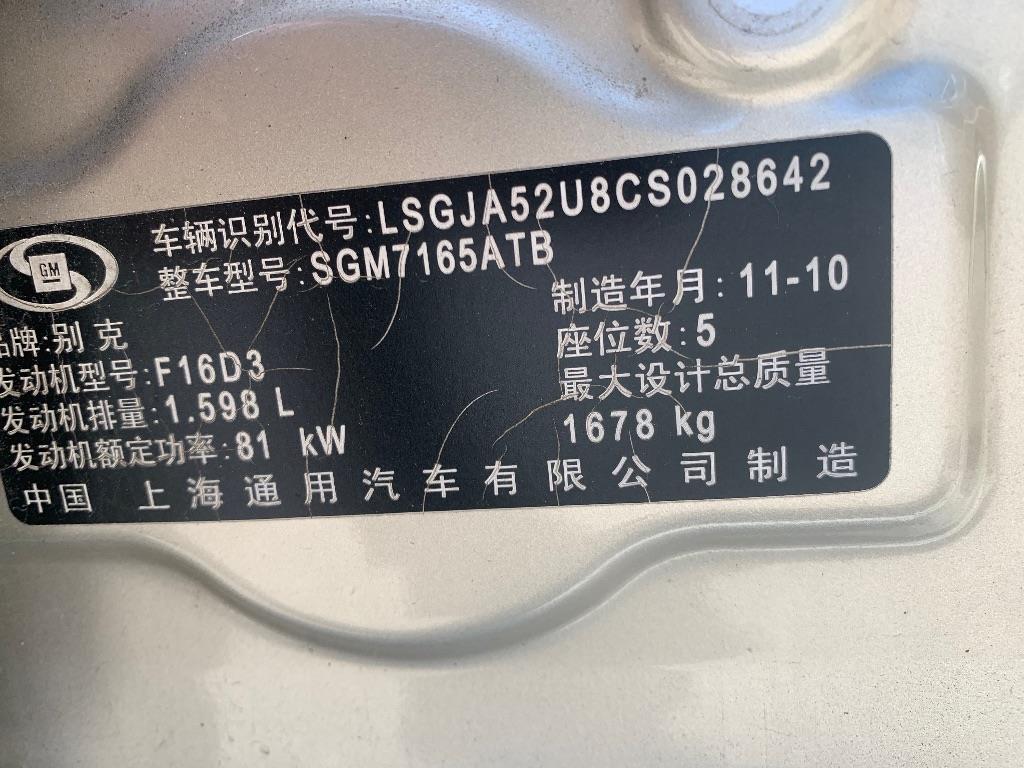 车辆识别代号:LSGJA52U8CS028642
整车型号:SGM7165ATB
GM
品牌:别克
制造年月:11-10
发动机型号:F16D3
座位数:5
发动机排量:1.598 L
最大设计总质量
1678 kg
发动机额定功率:81 kW
中国 上海通用汽车有限公司制造